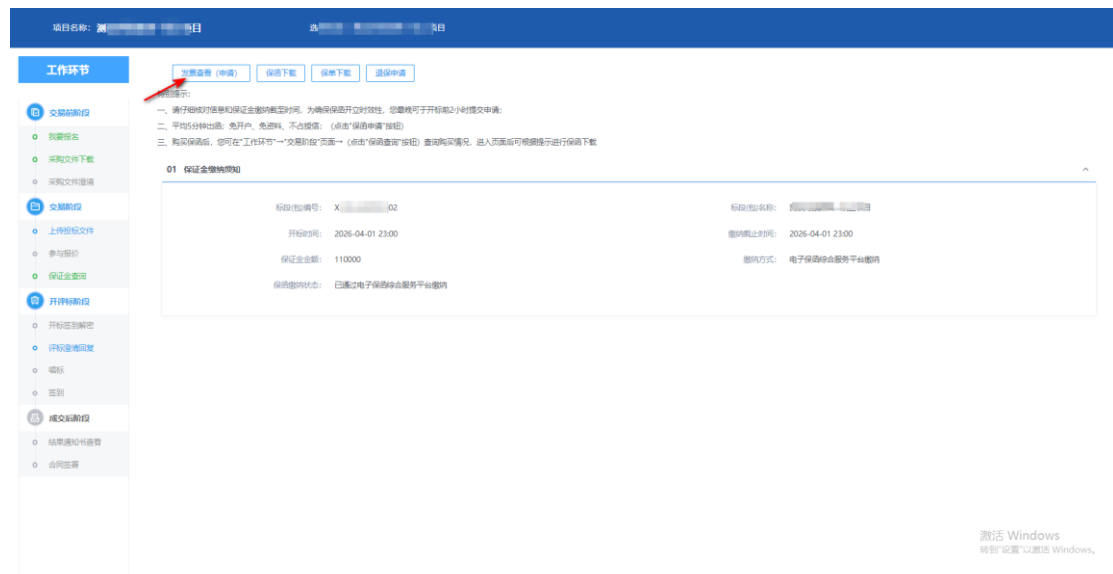 项目名称: 测 项目
选 项目
工作环节
交易前阶段
我要报名
采购文件下载
采购文件澄清
交易阶段
上传投标文件
参与报价
保证金查询
开评标阶段
开标签到解密
评标澄清回复
唱标
签到
成交后阶段
结果通知书查看
合同签署
发票查看 (申请) 保函下载 保单下载 退保申请
特别提示:
一、请仔细核对信息和保证金缴纳截至时间。为确保保函开立时效性，您最晚可于开标前2小时提交申请;
二、平均5分钟出函: 免开户、免资料、不占授信: (点击"保函申请"按钮)
三、购买保函后，您可在"工作环节"→"交易阶段"页面→ (点击"保函查询"按钮) 查询购买情况，进入页面后可根据提示进行保函下载
01 保证金缴纳须知
标段(包)编号: X 02 标段(包)名称:
开标时间: 2026-04-01 23:00 缴纳截止时间: 2026-04-01 23:00
保证金金额: 110000 缴纳方式: 电子保函综合服务平台缴纳
保函缴纳状态: 已通过电子保函综合服务平台缴纳
激活 Windows
转到"设置"以激活 Windows。